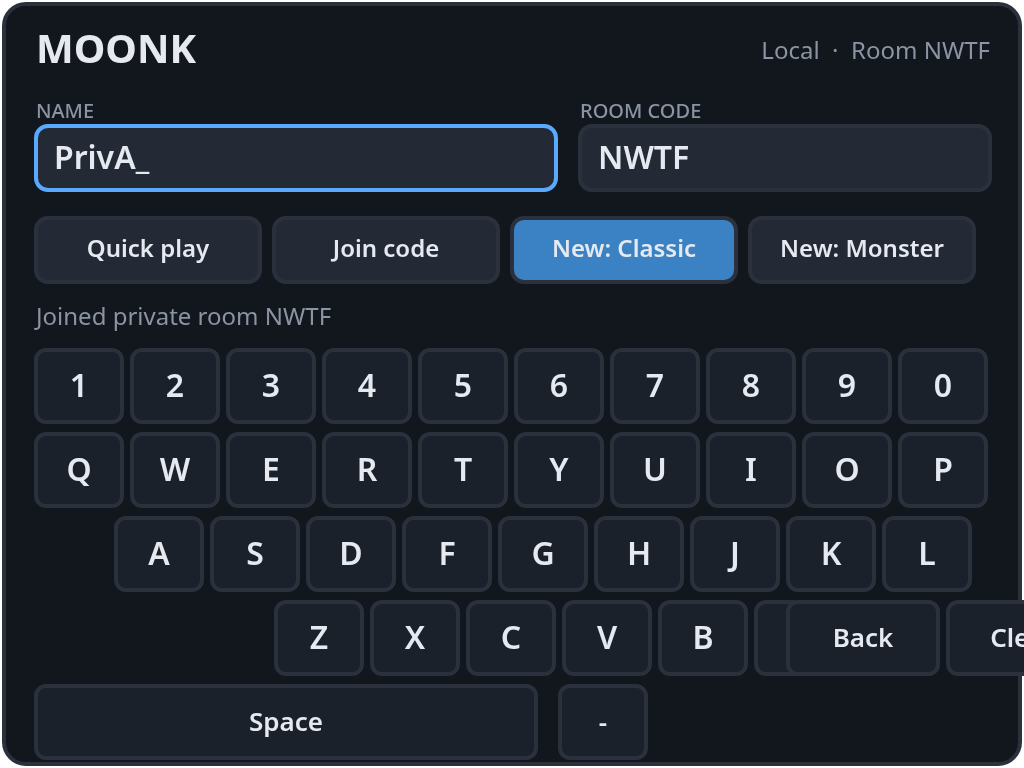 MOONK
Local · Room NWTF
NAME
ROOM CODE
PrivA_
NWTF
Quick play
Join code
New: Classic
New: Monster
Joined private room NWTF
1 2 3 4 5 6 7 8 9 0
Q W E R T Y U I O P
A S D F G H J K L
Z X C V B Back Cle
Space -